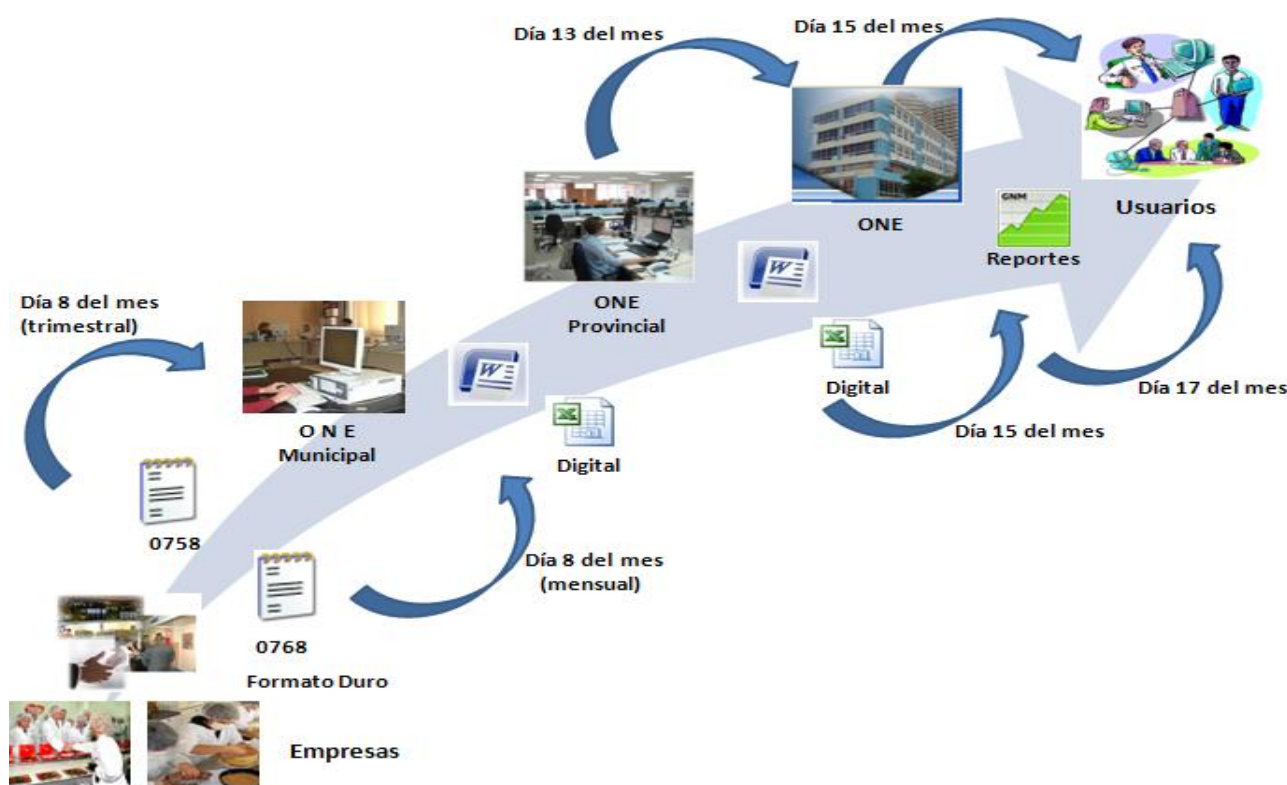 Día 13 del mes
Día 15 del mes
GNM
Usuarios
ONE
Reportes
Día 8 del mes
(trimestral)
ONE
Provincial
W
Digital
Día 17 del mes
Día 15 del mes
O N E
Municipal
W
Digital
0758
Día 8 del mes
(mensual)
0768
Formato Duro
Empresas